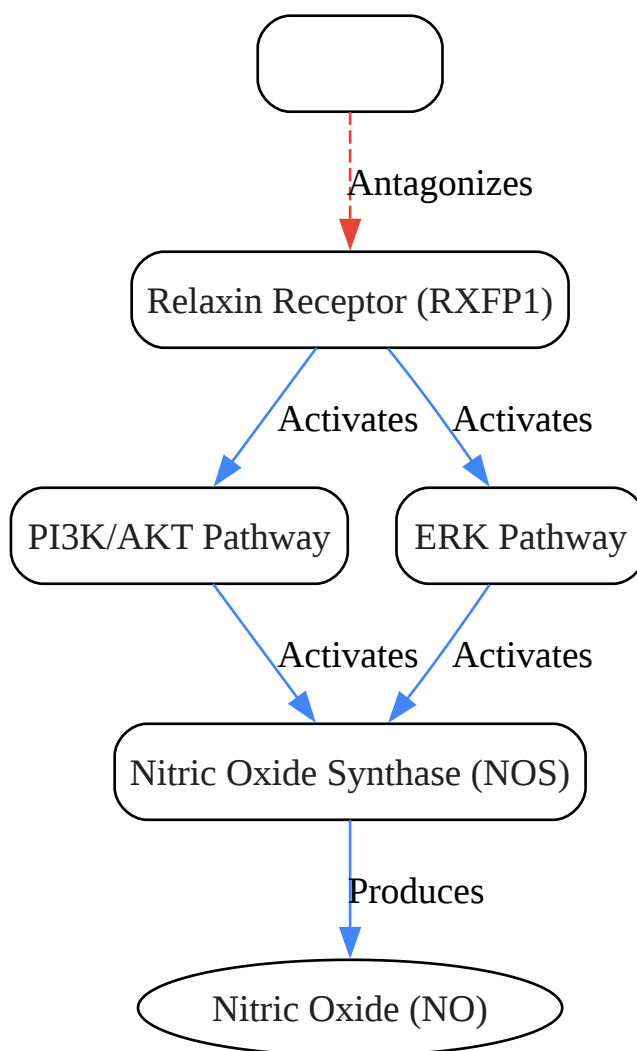 Antagonizes
Relaxin Receptor (RXFP1)
Activates
Activates
PI3K/AKT Pathway
ERK Pathway
Activates
Activates
Nitric Oxide Synthase (NOS)
Produces
Nitric Oxide (NO)